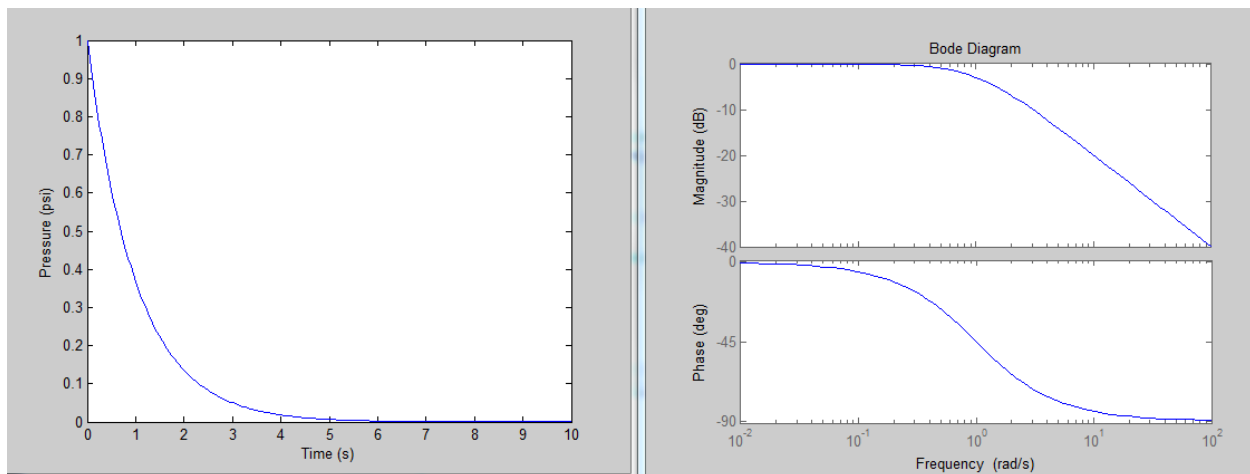 1
0.9
0.8
0.7
0.6
0.5
0.4
0.3
0.2
0.1
0
Pressure (psi)
0 1 2 3 4 5 6 7 8 9 10
Time (s)
Bode Diagram
0
-10
-20
-30
-40
Magnitude (dB)
0
-45
-90
Phase (deg)
10-2 10-1 100 101 102
Frequency (rad/s)